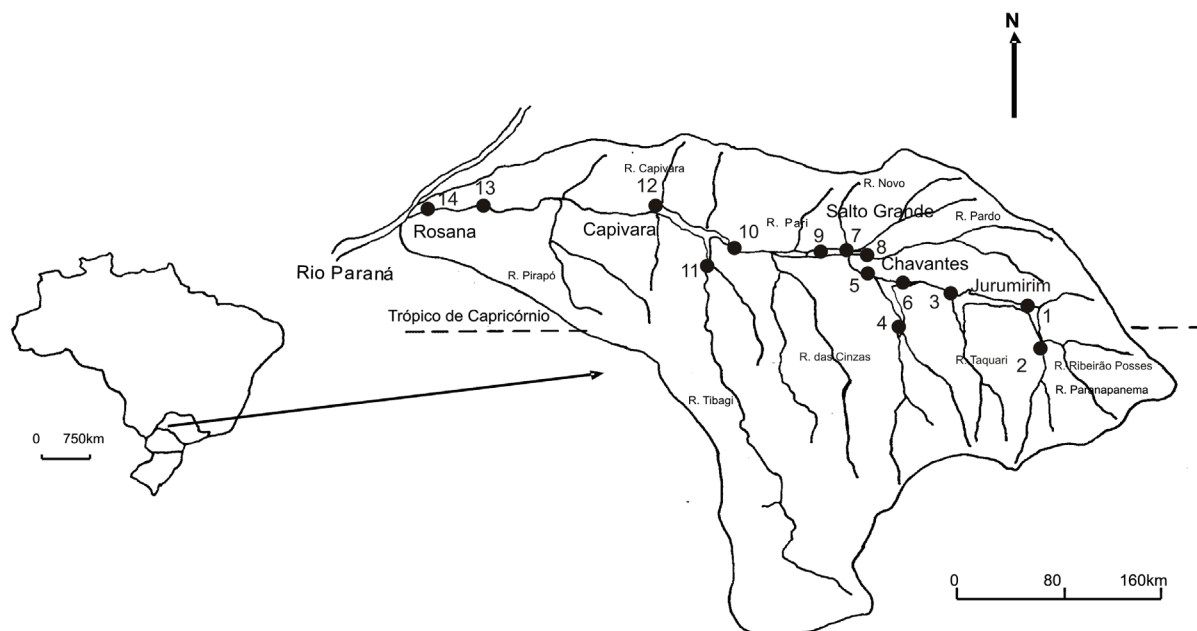 N
R. Capivara
12
13
14
Rosana
Capivara
R. Novo
Salto Grande
R. Pari
R. Pardo
10
9
7
8
Chavantes
Rio Paraná
R. Pirapó
11
5
6
3
Jurumirim
1
Trópico de Capricórnio
4
2
R. das Cinzas
R. Taquari
R. Ribeirão Posses
R. Tibagi
R. Paranapanema
0 750km
0 80 160km